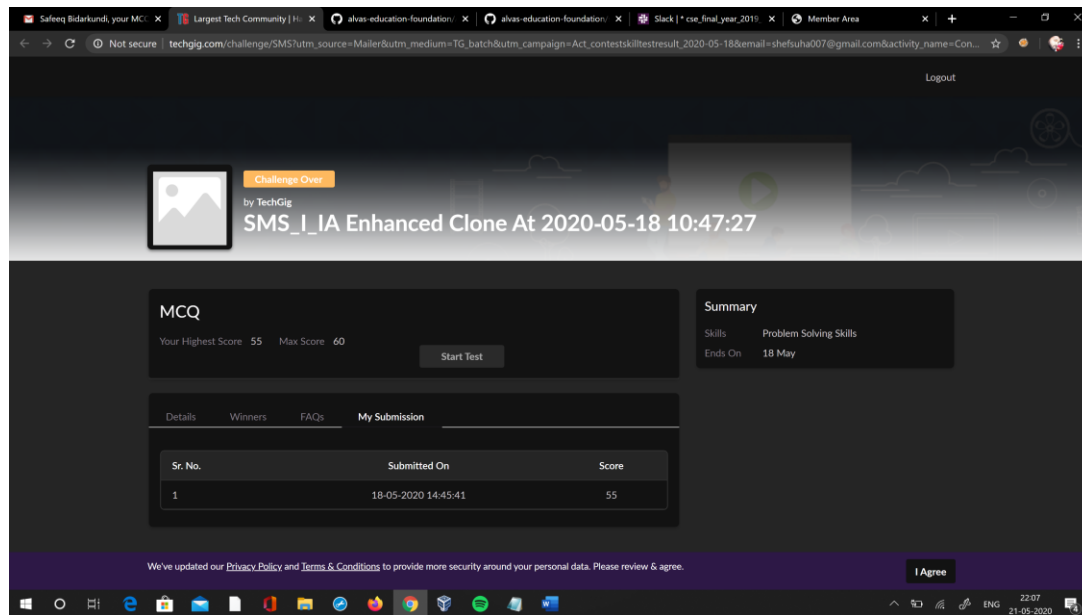 Safeeq Bidarkundi, your MCC
Largest Tech Community | Ha
alvas-education-foundation/
alvas-education-foundation/
Slack | * cse_final_year_2019_
Member Area
Not secure | techgig.com/challenge/SMS?utm_source=Mailer&utm_medium=TG_batch&utm_campaign=Act_contestskilltestresult_2020-05-18&email=shefsuha007@gmail.com&activity_name=Con...
Logout
Challenge Over
by TechGig
SMS_I_IA Enhanced Clone At 2020-05-18 10:47:27
MCQ
Your Highest Score 55 Max Score 60
Start Test
Summary
Skills Problem Solving Skills
Ends On 18 May
Details Winners FAQs My Submission
Sr. No. Submitted On Score
1 18-05-2020 14:45:41 55
We've updated our Privacy Policy and Terms & Conditions to provide more security around your personal data. Please review & agree.
I Agree
ENG
22:07
21-05-2020